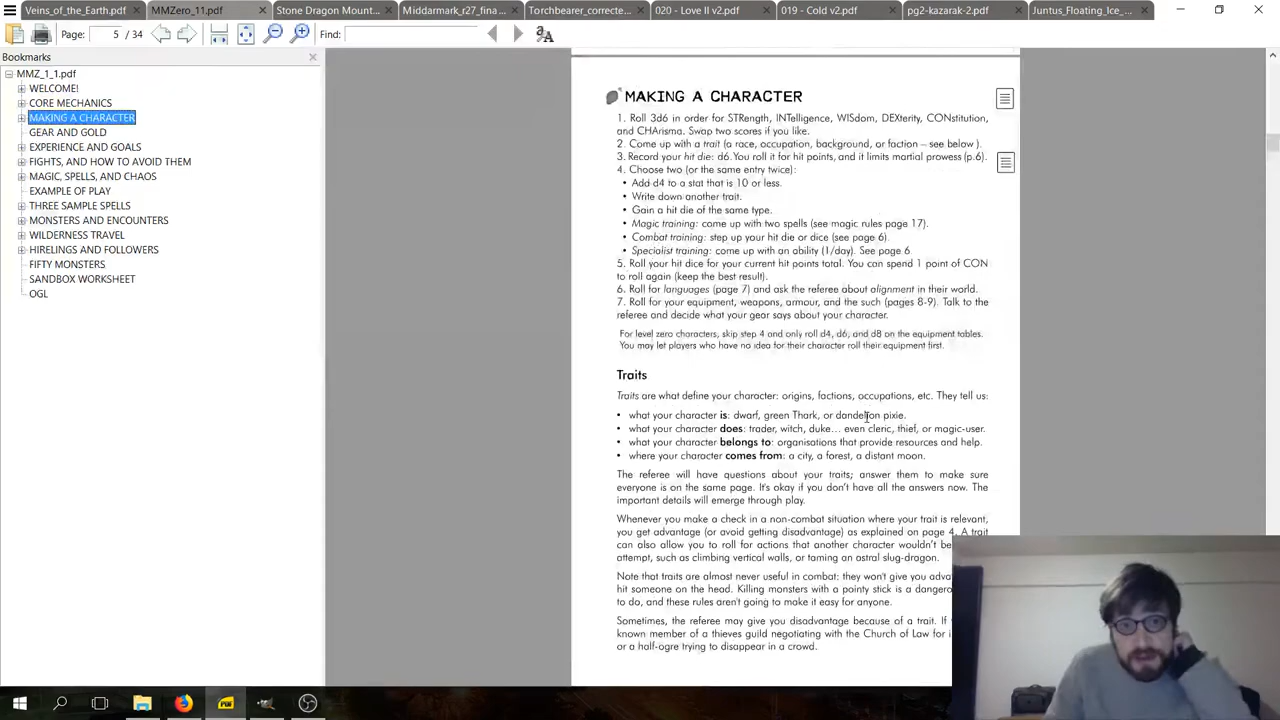 Veins_of_the_Earth.pdf
MMZero_11.pdf
Stone Dragon Mount...
Middarmark_r27_fina...
Torchbearer_correcte...
020 - Love II v2.pdf
019 - Cold v2.pdf
pg2-kazarak-2.pdf
Juntus_Floating_Ice_...
Page: 5 / 34 Find:
Bookmarks
MMZ_1_1.pdf
WELCOME!
CORE MECHANICS
MAKING A CHARACTER
GEAR AND GOLD
EXPERIENCE AND GOALS
FIGHTS, AND HOW TO AVOID THEM
MAGIC, SPELLS, AND CHAOS
EXAMPLE OF PLAY
THREE SAMPLE SPELLS
MONSTERS AND ENCOUNTERS
WILDERNESS TRAVEL
HIRELINGS AND FOLLOWERS
FIFTY MONSTERS
SANDBOX WORKSHEET
OGL
MAKING A CHARACTER
1. Roll 3d6 in order for STRength, INTelligence, WISdom, DEXterity, CONstitution,
and CHArisma. Swap two scores if you like.
2. Come up with a trait (a race, occupation, background, or faction – see below ).
3. Record your hit die: d6. You roll it for hit points, and it limits martial prowess (p.6).
4. Choose two (or the same entry twice):
• Add d4 to a stat that is 10 or less.
• Write down another trait.
• Gain a hit die of the same type.
• Magic training: come up with two spells (see magic rules page 17).
• Combat training: step up your hit die or dice (see page 6).
• Specialist training: come up with an ability (1/day). See page 6.
5. Roll your hit dice for your current hit points total. You can spend 1 point of CON
to roll again (keep the best result).
6. Roll for languages (page 7) and ask the referee about alignment in their world.
7. Roll for your equipment, weapons, armour, and the such (pages 8-9). Talk to the
referee and decide what your gear says about your character.
For level zero characters, skip step 4 and only roll d4, d6, and d8 on the equipment tables.
You may let players who have no idea for their character roll their equipment first.
Traits
Traits are what define your character: origins, factions, occupations, etc. They tell us:
• what your character is: dwarf, green Thark, or dandelion pixie.
• what your character does: trader, witch, duke... even cleric, thief, or magic-user.
• what your character belongs to: organisations that provide resources and help.
• where your character comes from: a city, a forest, a distant moon.
The referee will have questions about your traits; answer them to make sure
everyone is on the same page. It's okay if you don't have all the answers now. The
important details will emerge through play.
Whenever you make a check in a non-combat situation where your trait is relevant,
you get advantage (or avoid getting disadvantage) as explained on page 4. A trait
can also allow you to roll for actions that another character wouldn't
attempt, such as climbing vertical walls, or taming an astral slug-dragon.
Note that traits are almost never useful in combat: they won't give you
hit someone on the head. Killing monsters with a pointy stick is a
to do, and these rules aren't going to make it easy for anyone.
Sometimes, the referee may give you disadvantage because of a trait. If
known member of a thieves guild negotiating with the Church of Law for
or a half-ogre trying to disappear in a crowd.